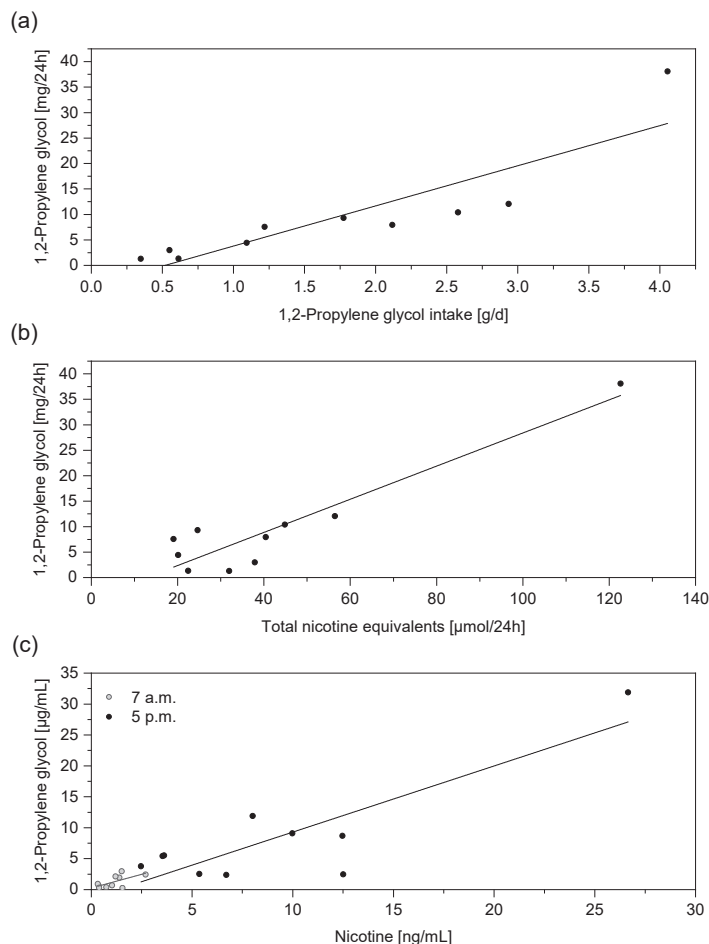 (a)
1,2-Propylene glycol [mg/24h]
40
35
30
25
20
15
10
5
0
0.0 0.5 1.0 1.5 2.0 2.5 3.0 3.5 4.0
1,2-Propylene glycol intake [g/d]
(b)
1,2-Propylene glycol [mg/24h]
40
35
30
25
20
15
10
5
0
0 20 40 60 80 100 120 140
Total nicotine equivalents [µmol/24h]
(c)
1,2-Propylene glycol [µg/mL]
35
30
25
20
15
10
5
0
7 a.m.
5 p.m.
0 5 10 15 20 25 30
Nicotine [ng/mL]